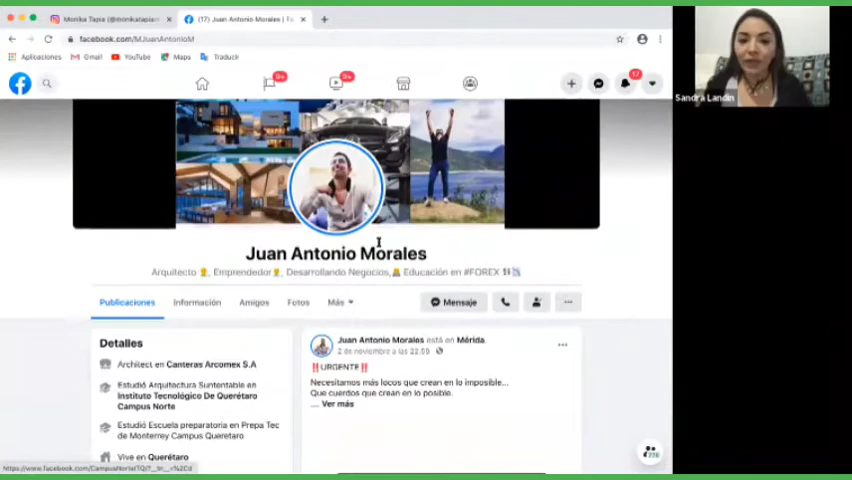 Monika Tapia (@monikatapia
(17) Juan Antonio Morales | Fa
facebook.com/MJuanAntonioM
Aplicaciones
Gmail
YouTube
Maps
Traducir
9+
9+
17
Sandra Landin
Juan Antonio Morales
Arquitecto , Emprendedor , Desarrollando Negocios, Educación en #FOREX
Publicaciones
Información
Amigos
Fotos
Más
Mensaje
Detalles
Architect en Canteras Arcomex S.A
Estudió Arquitectura Suntentable en
Instituto Tecnológico De Querétaro
Campus Norte
Estudió Escuela preparatoria en Prepa Tec
de Monterrey Campus Queretaro
Vive en Querétaro
Juan Antonio Morales está en Mérida.
2 de noviembre a las 22:09
‼️URGENTE‼️
Necesitamos más locos que crean en lo imposible...
Que cuerdos que crean en lo posible.
.... Ver más